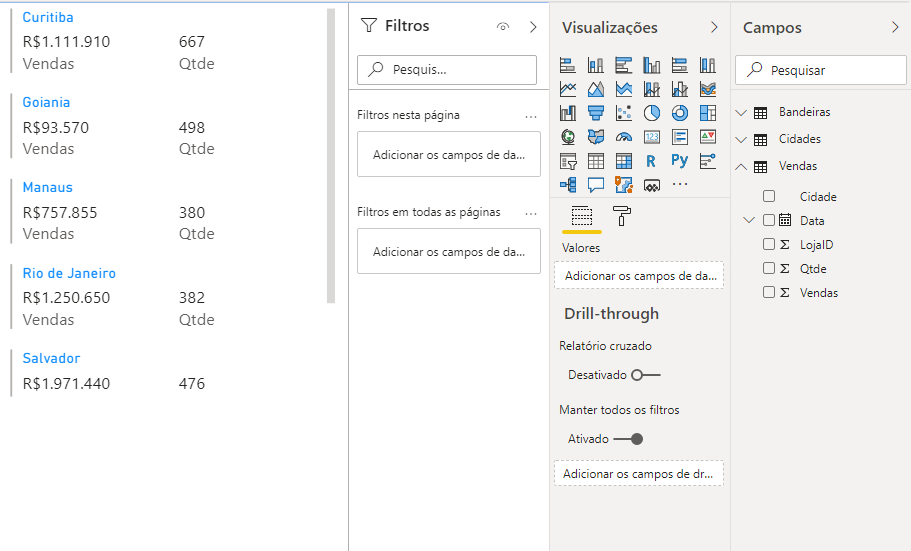 Curitiba
R$1.111.910 667
Vendas Qtde
Goiania
R$93.570 498
Vendas Qtde
Manaus
R$757.855 380
Vendas Qtde
Rio de Janeiro
R$1.250.650 382
Vendas Qtde
Salvador
R$1.971.440 476
Filtros
Pesquis...
Filtros nesta página ...
Adicionar os campos de da...
Filtros em todas as páginas ...
Adicionar os campos de da...
Visualizações
123
R Py
...
Valores
Adicionar os campos de da...
Drill-through
Relatório cruzado
Desativado
Manter todos os filtros
Ativado
Adicionar os campos de dr...
Campos
Pesquisar
Bandeiras
Cidades
Vendas
Cidade
Data
Σ LojaID
Σ Qtde
Σ Vendas